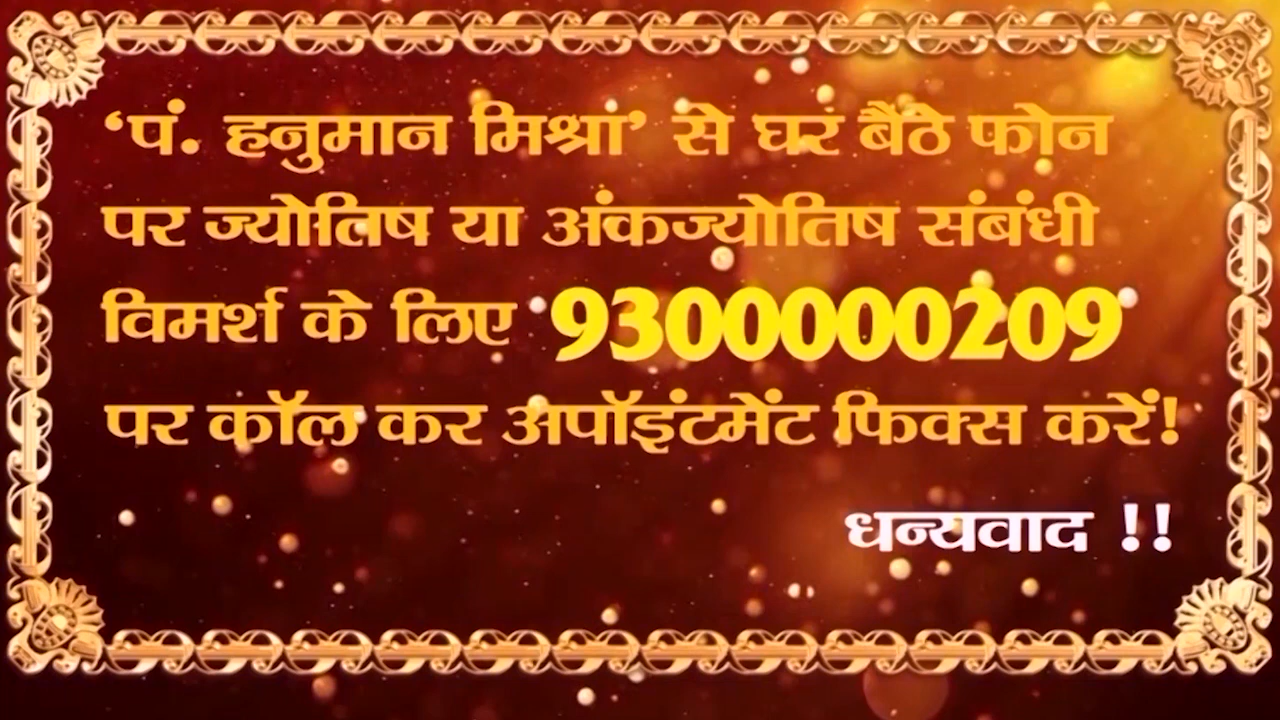 ‘पं. हनुमान मिश्रा’ से घर बैठे फोन
पर ज्योतिष या अंकज्योतिष संबंधी
विमर्श के लिए 9300000209
पर कॉल कर अपॉइंटमेंट फिक्स करें!
धन्यवाद !!